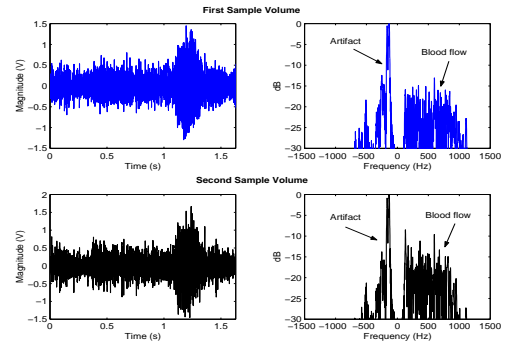 First Sample Volume
1.5
1
0.5
0
−0.5
−1
−1.5
Magnitude (V)
0 0.5 1 1.5
Time (s)
0
−5
−10
−15
−20
−25
−30
dB
Artifact
Blood flow
−1500 −1000 −500 0 500 1000 1500
Frequency (Hz)
Second Sample Volume
2
1.5
1
0.5
0
−0.5
−1
−1.5
Magnitude (V)
0 0.5 1 1.5
Time (s)
0
−5
−10
−15
−20
−25
−30
dB
Artifact
Blood flow
−1500 −1000 −500 0 500 1000 1500
Frequency (Hz)